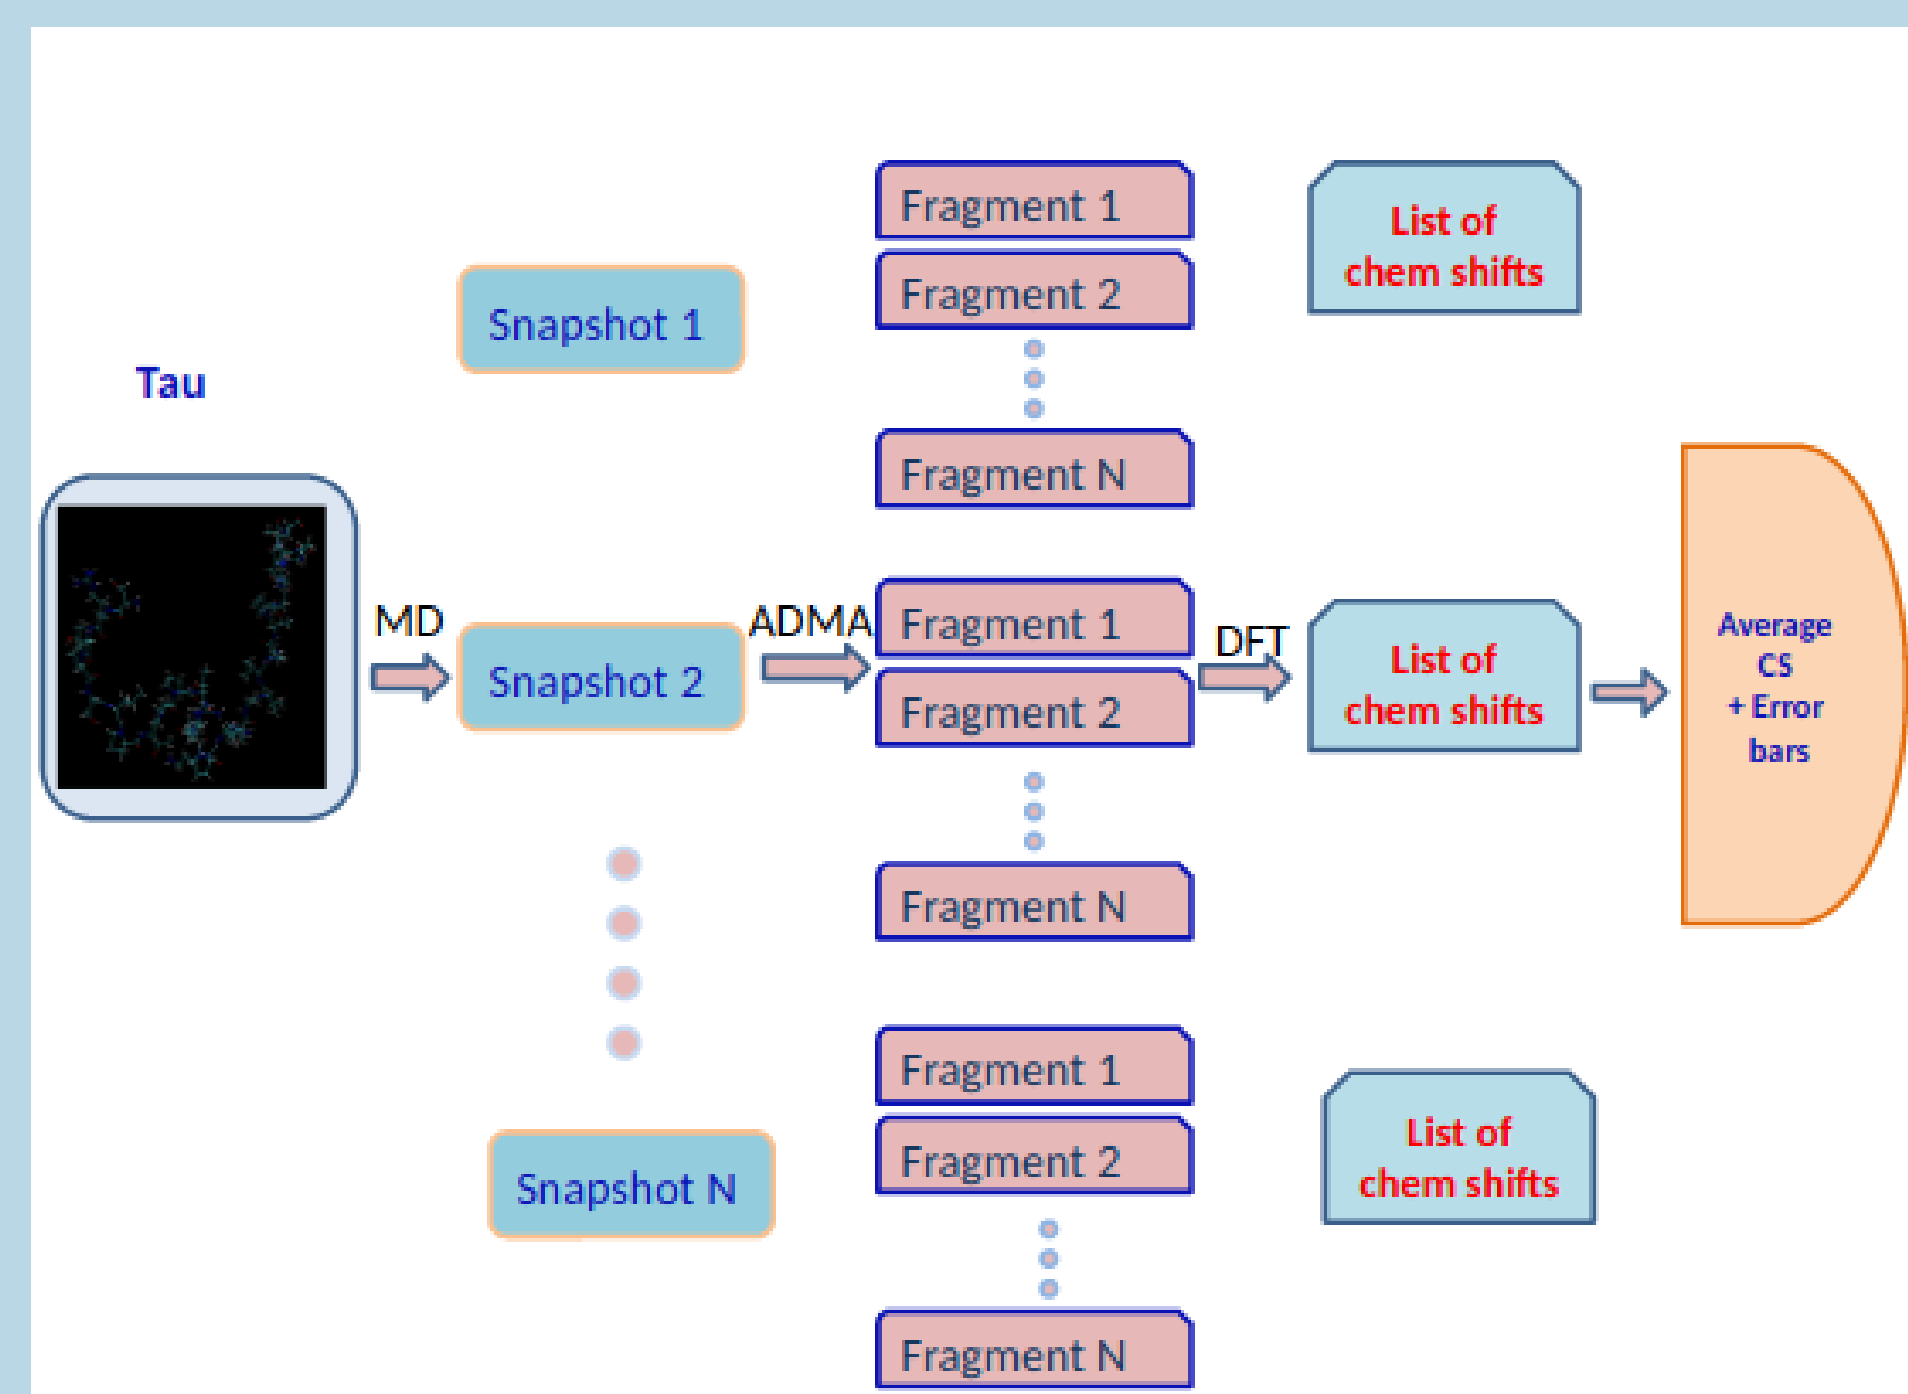 Tau
MD
Snapshot 1
Snapshot 2
Snapshot N
ADMA
Fragment 1
Fragment 2
Fragment N
Fragment 1
Fragment 2
Fragment N
Fragment 1
Fragment 2
Fragment N
DFT
List of
chem shifts
List of
chem shifts
List of
chem shifts
Average
CS
+ Error
bars